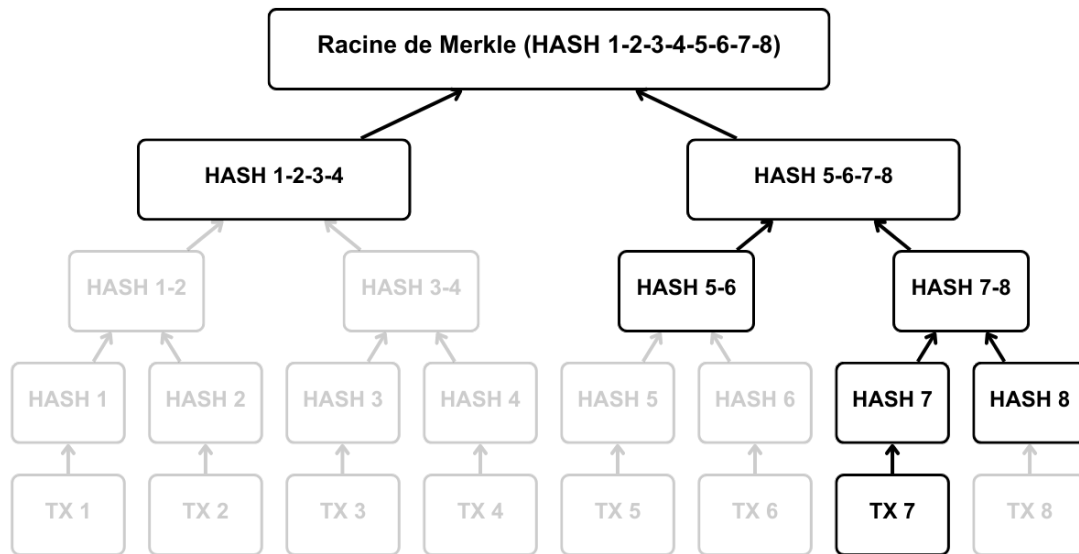 Racine de Merkle (HASH 1-2-3-4-5-6-7-8)
HASH 1-2-3-4
HASH 5-6-7-8
HASH 1-2
HASH 3-4
HASH 5-6
HASH 7-8
HASH 1
HASH 2
HASH 3
HASH 4
HASH 5
HASH 6
HASH 7
HASH 8
TX 1
TX 2
TX 3
TX 4
TX 5
TX 6
TX 7
TX 8